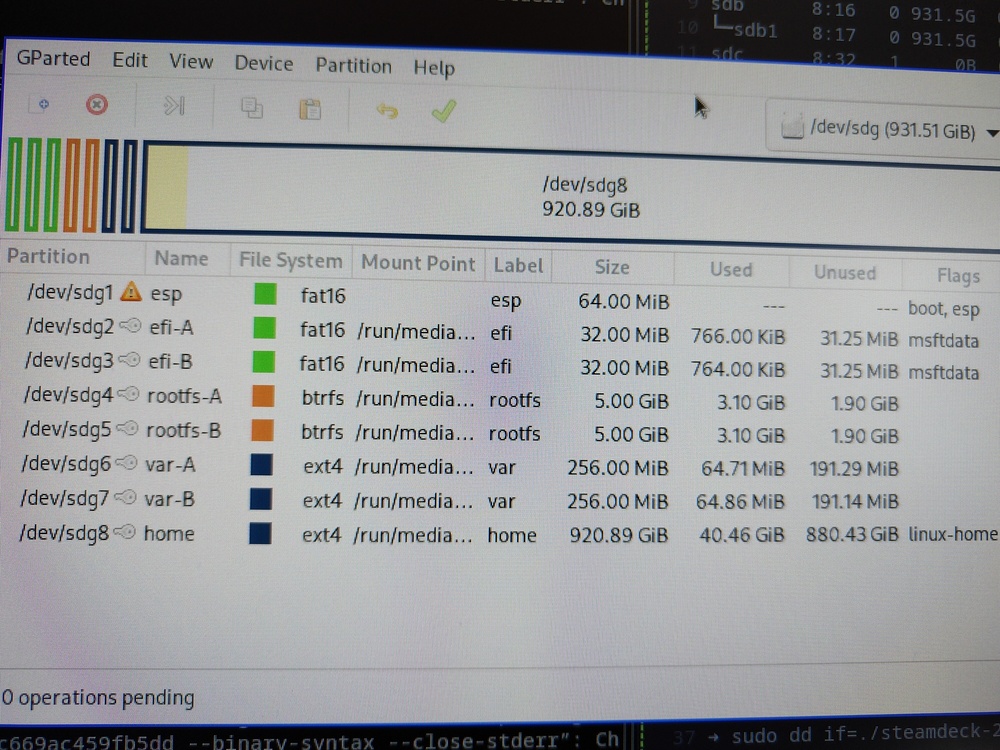 9 sdb 8:16 0 931.5G
10 └─sdb1 8:17 0 931.5G
11 sdc 8:32 1 0B
GParted Edit View Device Partition Help
/dev/sdg (931.51 GiB)
/dev/sdg8
920.89 GiB
Partition Name File System Mount Point Label Size Used Unused Flags
/dev/sdg1 esp fat16 esp 64.00 MiB --- --- boot, esp
/dev/sdg2 efi-A fat16 /run/media... efi 32.00 MiB 766.00 KiB 31.25 MiB msftdata
/dev/sdg3 efi-B fat16 /run/media... efi 32.00 MiB 764.00 KiB 31.25 MiB msftdata
/dev/sdg4 rootfs-A btrfs /run/media... rootfs 5.00 GiB 3.10 GiB 1.90 GiB
/dev/sdg5 rootfs-B btrfs /run/media... rootfs 5.00 GiB 3.10 GiB 1.90 GiB
/dev/sdg6 var-A ext4 /run/media... var 256.00 MiB 64.71 MiB 191.29 MiB
/dev/sdg7 var-B ext4 /run/media... var 256.00 MiB 64.86 MiB 191.14 MiB
/dev/sdg8 home ext4 /run/media... home 920.89 GiB 40.46 GiB 880.43 GiB linux-home
0 operations pending
c669ac459fb5dd --binary-syntax --close-stderr": Ch
37 → sudo dd if=./steamdeck-2